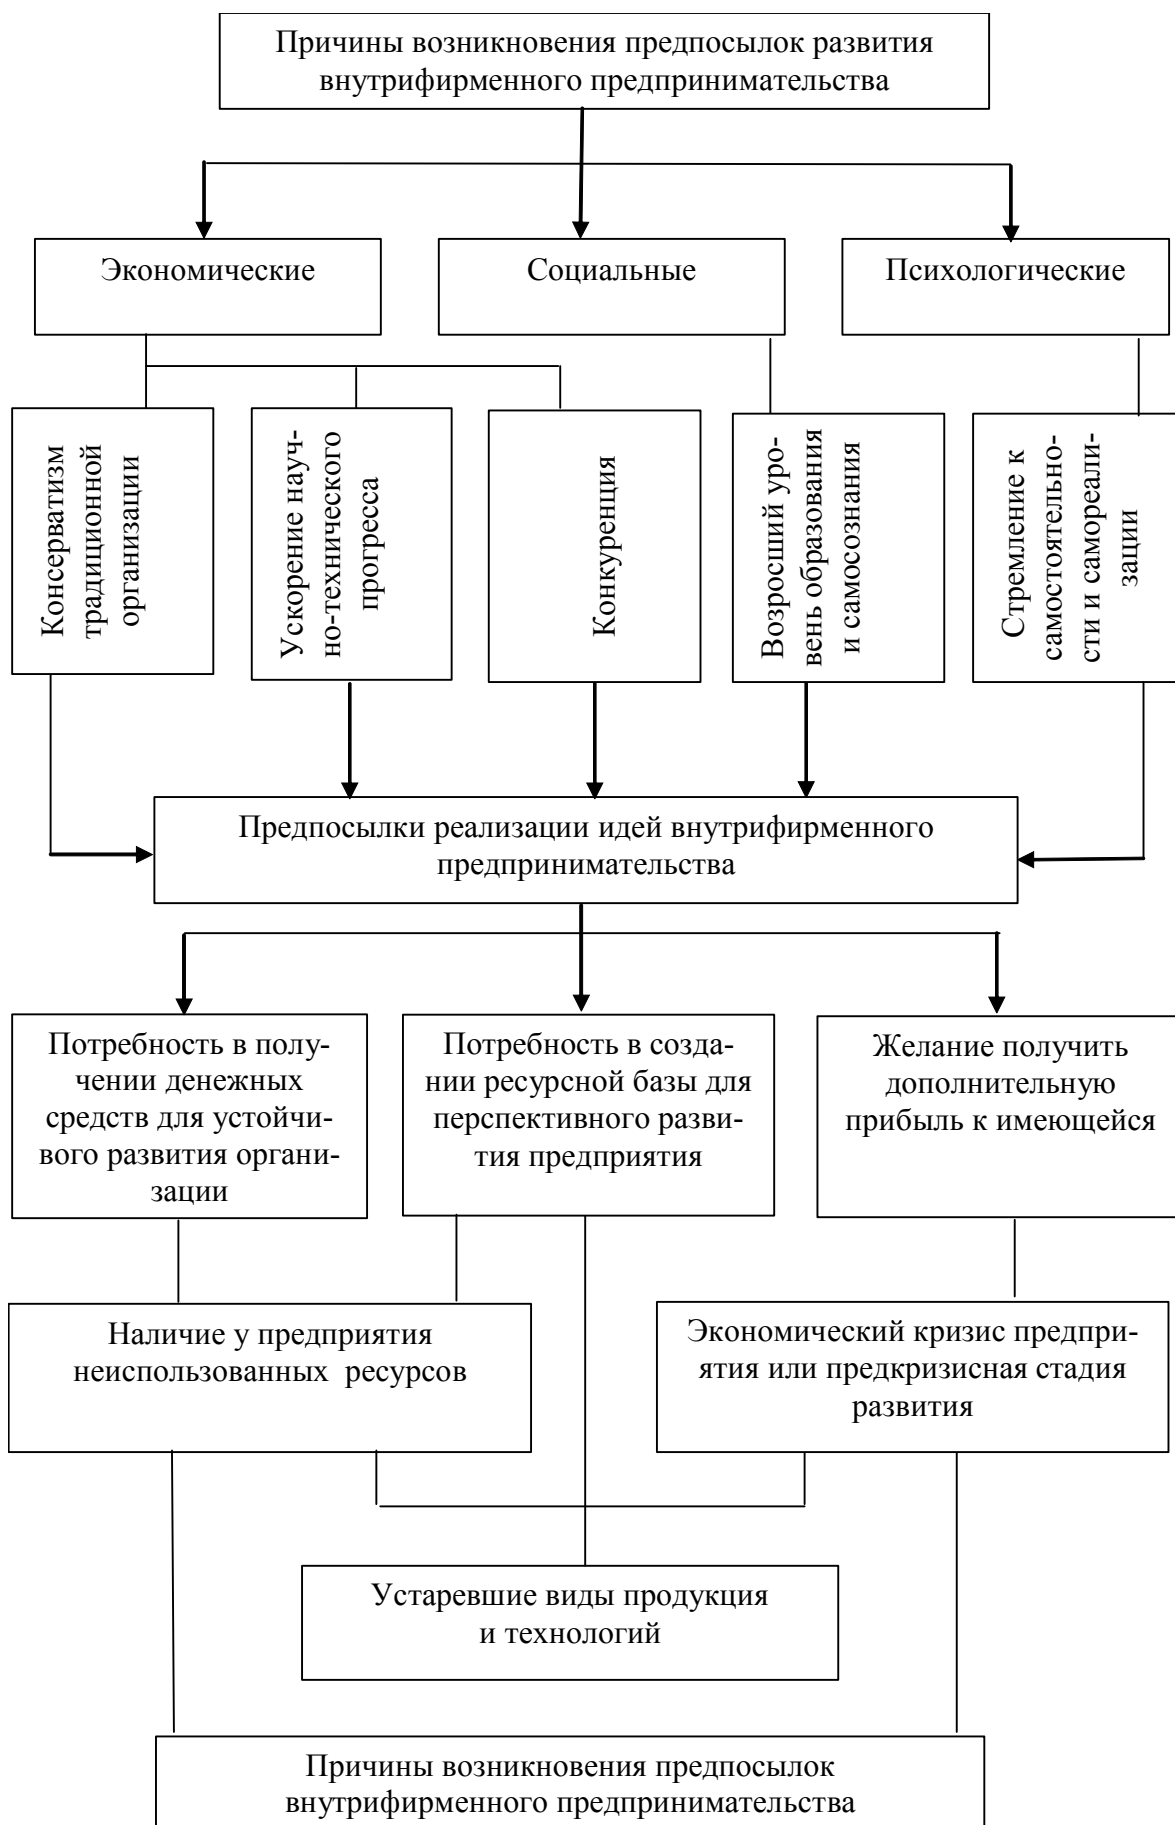 Причины возникновения предпосылок развития
внутрифирменного предпринимательства
Экономические
Социальные
Психологические
Консерватизм
традиционной
организации
Ускорение науч-
но-технического
прогресса
Конкуренция
Возросший уро-
вень образования
и самосознания
Стремление к
самостоятельно-
сти и самореали-
зации
Предпосылки реализации идей внутрифирменного
предпринимательства
Потребность в полу-
чении денежных
средств для устойчи-
вого развития органи-
зации
Потребность в созда-
нии ресурсной базы для
перспективного разви-
тия предприятия
Желание получить
дополнительную
прибыль к имеющейся
Наличие у предприятия
неиспользованных  ресурсов
Экономический кризис предпри-
ятия или предкризисная стадия
развития
Устаревшие виды продукция
и технологий
Причины возникновения предпосылок
внутрифирменного предпринимательства